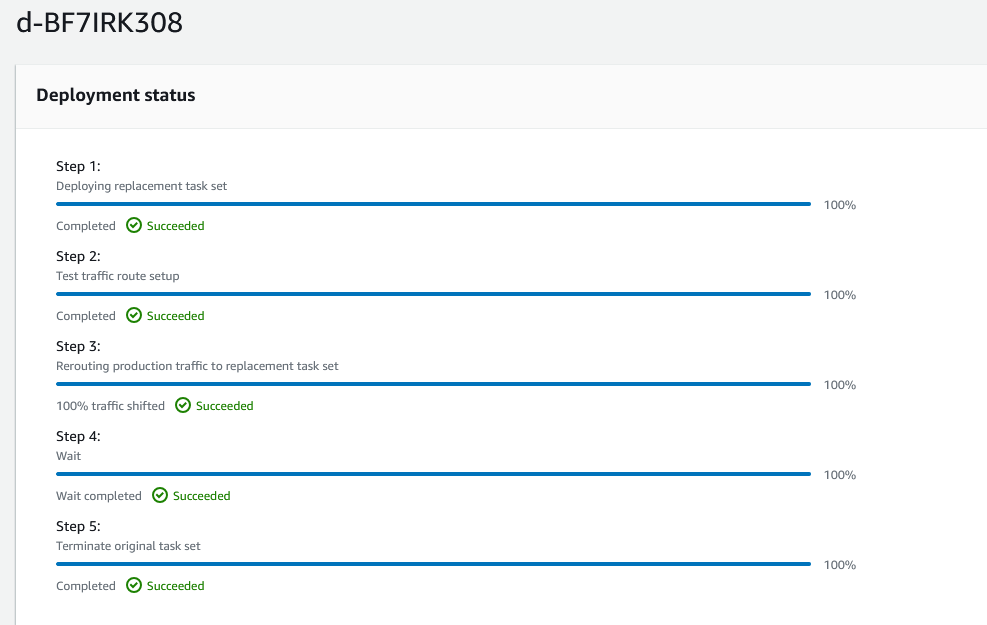 d-BF7IRK308
Deployment status
Step 1:
Deploying replacement task set
100%
Completed Succeeded
Step 2:
Test traffic route setup
100%
Completed Succeeded
Step 3:
Rerouting production traffic to replacement task set
100%
100% traffic shifted Succeeded
Step 4:
Wait
100%
Wait completed Succeeded
Step 5:
Terminate original task set
100%
Completed Succeeded